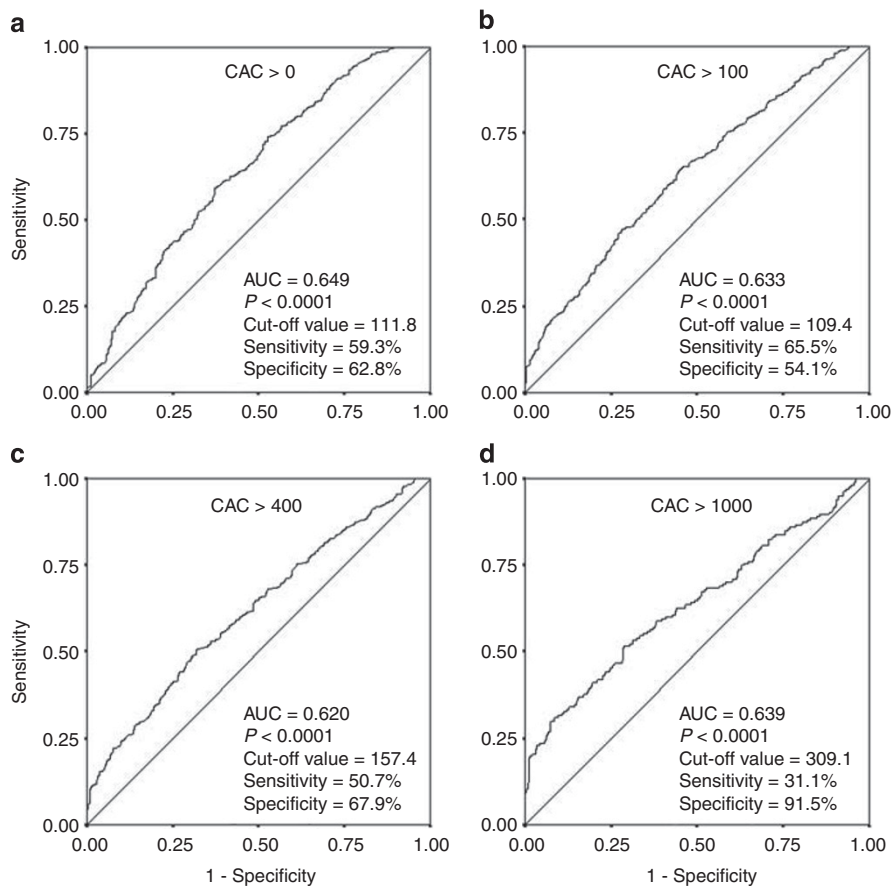 a
1.00
CAC > 0
0.75
0.50
Sensitivity
0.25
0.00
AUC = 0.649
P < 0.0001
Cut-off value = 111.8
Sensitivity = 59.3%
Specificity = 62.8%
0.00 0.25 0.50 0.75 1.00
b
1.00
CAC > 100
0.75
0.50
0.25
0.00
AUC = 0.633
P < 0.0001
Cut-off value = 109.4
Sensitivity = 65.5%
Specificity = 54.1%
0.00 0.25 0.50 0.75 1.00
c
1.00
CAC > 400
0.75
0.50
Sensitivity
0.25
0.00
AUC = 0.620
P < 0.0001
Cut-off value = 157.4
Sensitivity = 50.7%
Specificity = 67.9%
0.00 0.25 0.50 0.75 1.00
1 - Specificity
d
1.00
CAC > 1000
0.75
0.50
0.25
0.00
AUC = 0.639
P < 0.0001
Cut-off value = 309.1
Sensitivity = 31.1%
Specificity = 91.5%
0.00 0.25 0.50 0.75 1.00
1 - Specificity